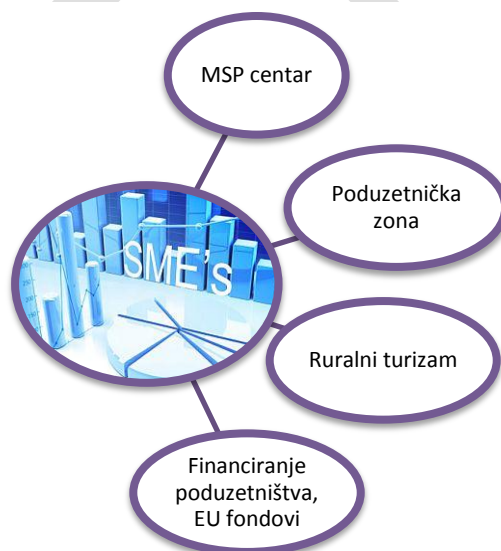 MSP centar
Poduzetnička
zona
SME'S
Ruralni turizam
Financiranje
poduzetništva,
EU fondovi